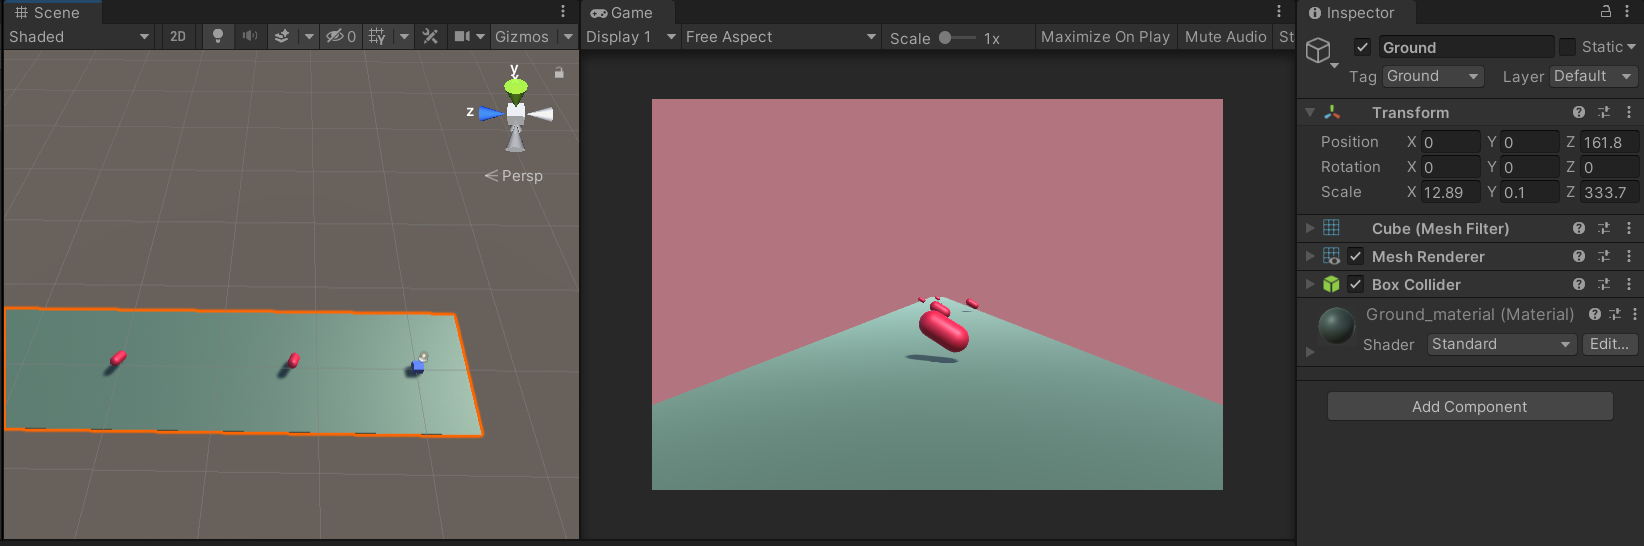 Scene
Shaded 2D 0 Gizmos
y
z
Persp
Game
Display 1 Free Aspect Scale 1x Maximize On Play Mute Audio St
Inspector
Ground Static
Tag Ground Layer Default
Transform
Position X 0 Y 0 Z 161.8
Rotation X 0 Y 0 Z 0
Scale X 12.89 Y 0.1 Z 333.7
Cube (Mesh Filter)
Mesh Renderer
Box Collider
Ground_material (Material)
Shader Standard Edit...
Add Component